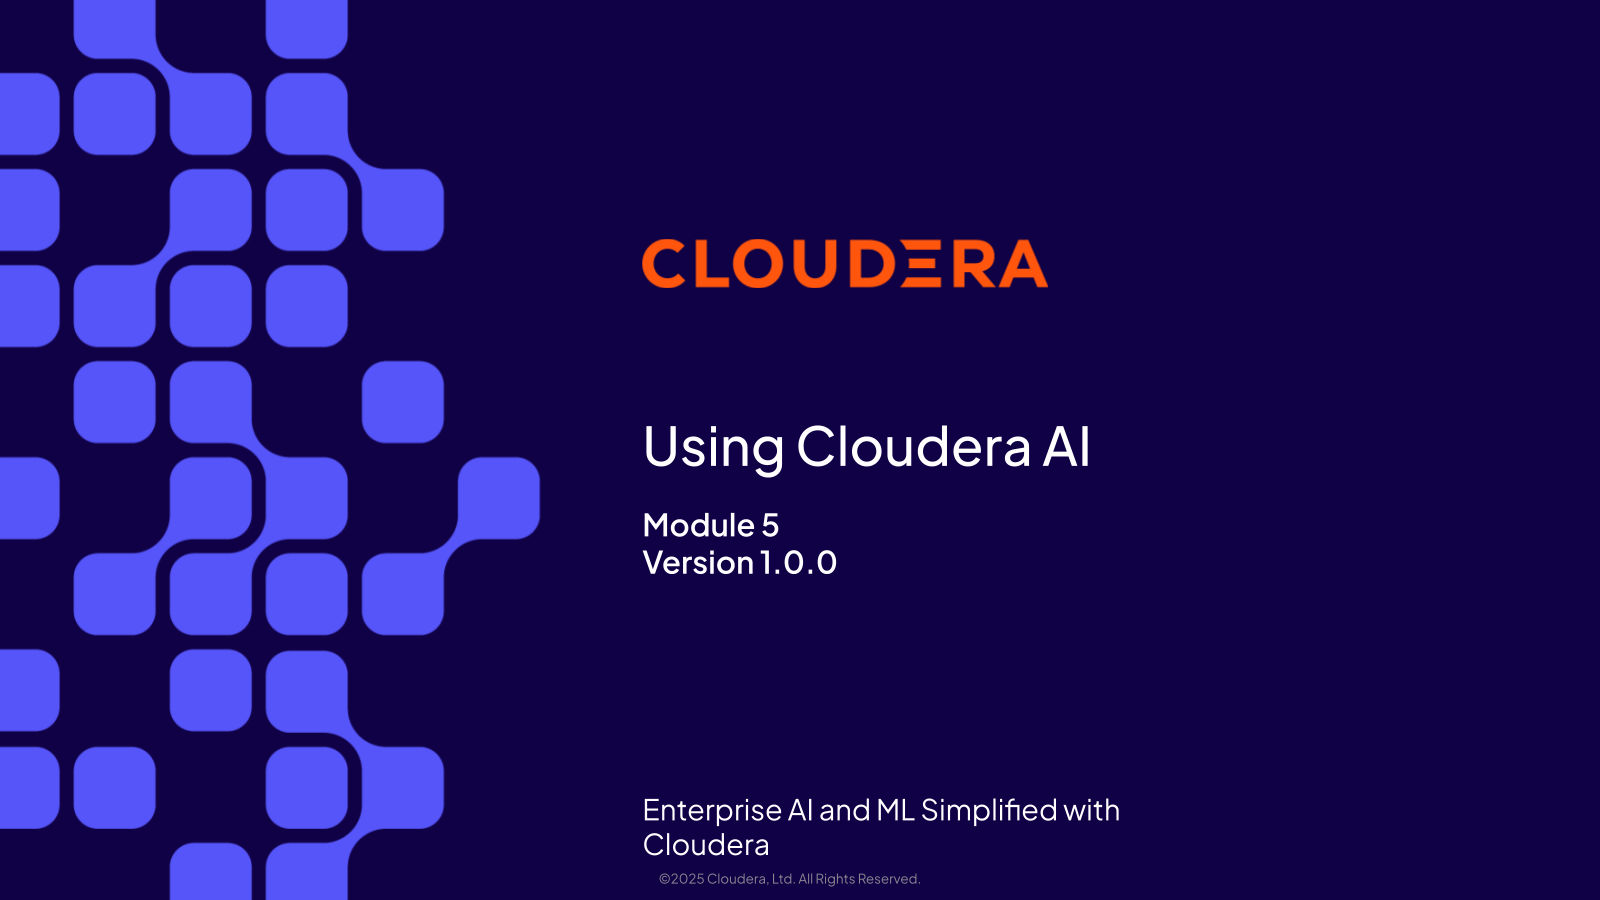 CLOUDERA
Using Cloudera AI
Module 5
Version 1.0.0
Enterprise AI and ML Simplified with
Cloudera
©2025 Cloudera, Ltd. All Rights Reserved.